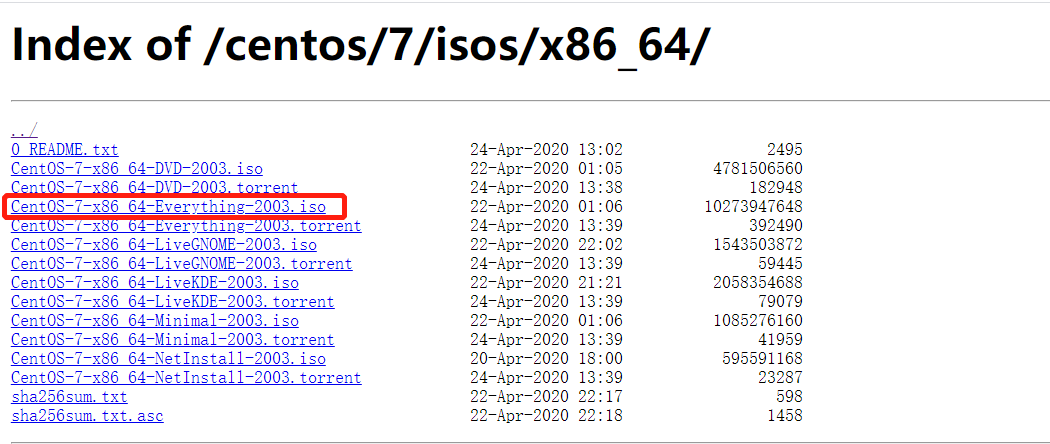 Index of /centos/7/isos/x86_64/
../
0_README.txt 24-Apr-2020 13:02 2495
CentOS-7-x86_64-DVD-2003.iso 22-Apr-2020 01:05 4781506560
CentOS-7-x86_64-DVD-2003.torrent 24-Apr-2020 13:38 182948
CentOS-7-x86_64-Everything-2003.iso 22-Apr-2020 01:06 10273947648
CentOS-7-x86_64-Everything-2003.torrent 24-Apr-2020 13:39 392490
CentOS-7-x86_64-LiveGNOME-2003.iso 22-Apr-2020 22:02 1543503872
CentOS-7-x86_64-LiveGNOME-2003.torrent 24-Apr-2020 13:39 59445
CentOS-7-x86_64-LiveKDE-2003.iso 22-Apr-2020 21:21 2058354688
CentOS-7-x86_64-LiveKDE-2003.torrent 24-Apr-2020 13:39 79079
CentOS-7-x86_64-Minimal-2003.iso 22-Apr-2020 01:06 1085276160
CentOS-7-x86_64-Minimal-2003.torrent 24-Apr-2020 13:39 41959
CentOS-7-x86_64-NetInstall-2003.iso 20-Apr-2020 18:00 595591168
CentOS-7-x86_64-NetInstall-2003.torrent 24-Apr-2020 13:39 23287
sha256sum.txt 22-Apr-2020 22:17 598
sha256sum.txt.asc 22-Apr-2020 22:18 1458